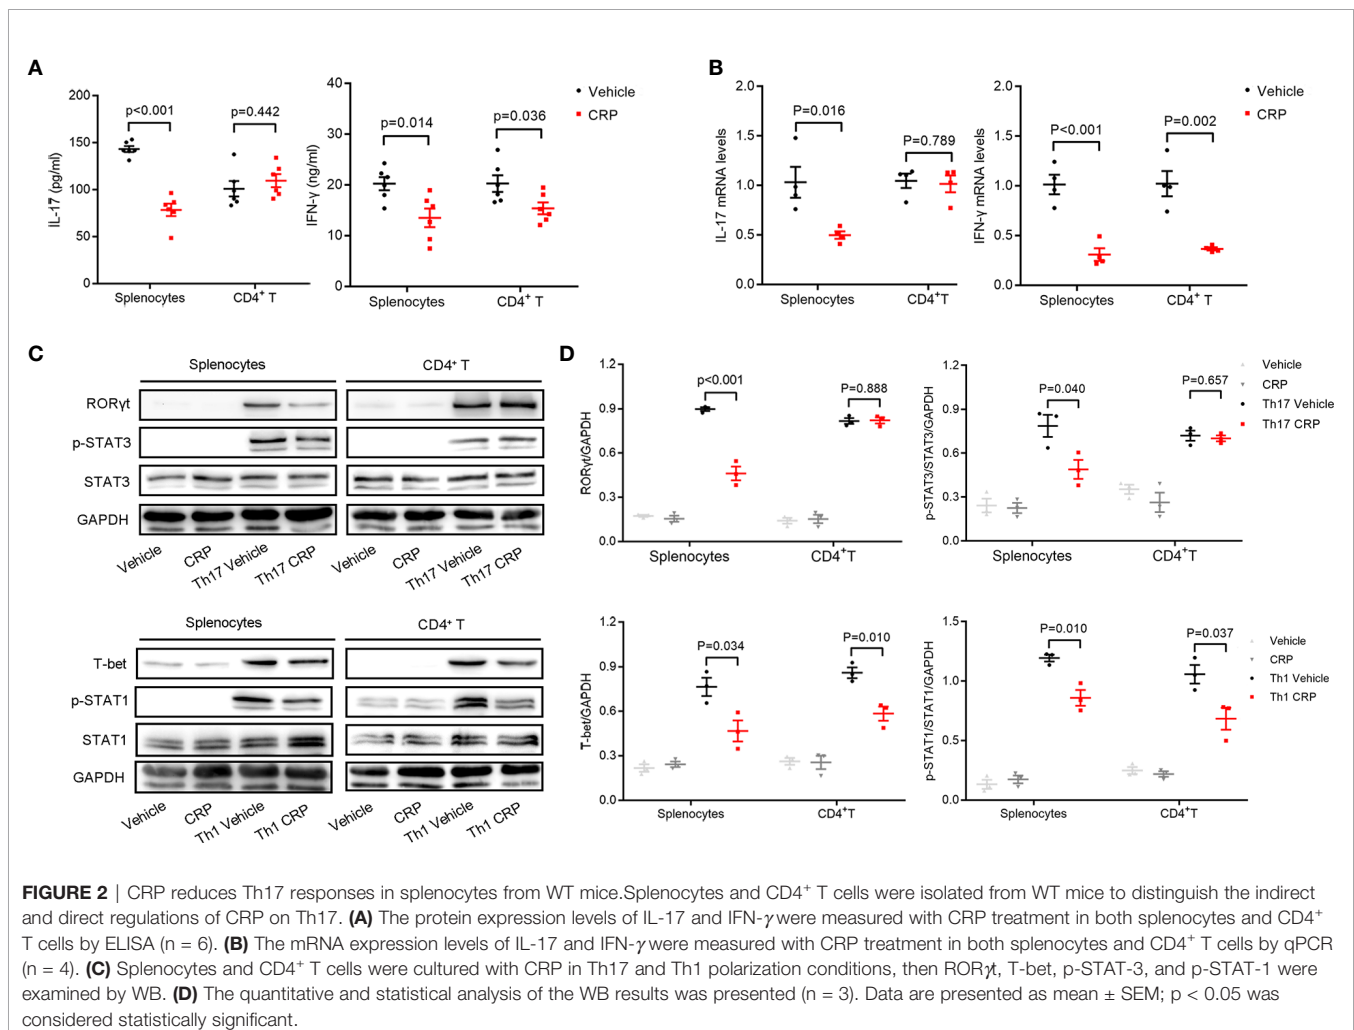 A
200
150
100
50
0
IL-17 (pg/ml)
p<0.001
p=0.442
Splenocytes
CD4⁺ T
40
30
20
10
0
IFN-γ (ng/ml)
p=0.014
p=0.036
Splenocytes
CD4⁺ T
Vehicle
CRP
B
2.0
1.5
1.0
0.5
0.0
IL-17 mRNA levels
P=0.016
P=0.789
Splenocytes
CD4⁺T
2.0
1.5
1.0
0.5
0.0
IFN-γ mRNA levels
P<0.001
P=0.002
Splenocytes
CD4⁺ T
Vehicle
CRP
C
Splenocytes
CD4⁺ T
RORγt
p-STAT3
STAT3
GAPDH
Vehicle
CRP
Th17 Vehicle
Th17 CRP
Vehicle
CRP
Th17 Vehicle
Th17 CRP
Splenocytes
CD4⁺ T
T-bet
p-STAT1
STAT1
GAPDH
Vehicle
CRP
Th1 Vehicle
Th1 CRP
Vehicle
CRP
Th1 Vehicle
Th1 CRP
D
1.2
0.9
0.6
0.3
0.0
RORγt/GAPDH
p<0.001
P=0.888
Splenocytes
CD4⁺T
1.2
0.9
0.6
0.3
0.0
p-STAT3/STAT3/GAPDH
P=0.040
P=0.657
Splenocytes
CD4⁺T
Vehicle
CRP
Th17 Vehicle
Th17 CRP
1.2
0.9
0.6
0.3
0.0
T-bet/GAPDH
P=0.034
P=0.010
Splenocytes
CD4⁺T
1.5
1.0
0.5
0.0
p-STAT1/STAT1/GAPDH
P=0.010
P=0.037
Splenocytes
CD4⁺T
Vehicle
CRP
Th1 Vehicle
Th1 CRP
FIGURE 2 | CRP reduces Th17 responses in splenocytes from WT mice.Splenocytes and CD4⁺ T cells were isolated from WT mice to distinguish the indirect
and direct regulations of CRP on Th17. (A) The protein expression levels of IL-17 and IFN-γ were measured with CRP treatment in both splenocytes and CD4⁺
T cells by ELISA (n = 6). (B) The mRNA expression levels of IL-17 and IFN-γ were measured with CRP treatment in both splenocytes and CD4⁺ T cells by qPCR
(n = 4). (C) Splenocytes and CD4⁺ T cells were cultured with CRP in Th17 and Th1 polarization conditions, then RORγt, T-bet, p-STAT-3, and p-STAT-1 were
examined by WB. (D) The quantitative and statistical analysis of the WB results was presented (n = 3). Data are presented as mean ± SEM; p < 0.05 was
considered statistically significant.